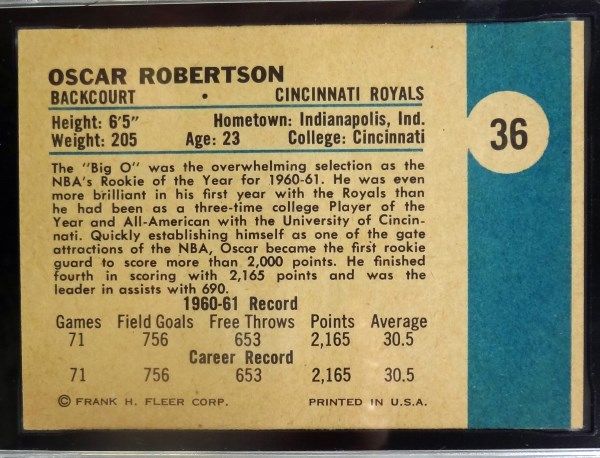 OSCAR ROBERTSON
BACKCOURT • CINCINNATI ROYALS
Height: 6'5" Hometown: Indianapolis, Ind.
Weight: 205 Age: 23 College: Cincinnati
36
The "Big O" was the overwhelming selection as the
NBA's Rookie of the Year for 1960-61. He was even
more brilliant in his first year with the Royals than
he had been as a three-time college Player of the
Year and All-American with the University of Cincin-
nati. Quickly establishing himself as one of the gate
attractions of the NBA, Oscar became the first rookie
guard to score more than 2,000 points. He finished
fourth in scoring with 2,165 points and was the
leader in assists with 690.
1960-61 Record
Games Field Goals Free Throws Points Average
71 756 653 2,165 30.5
Career Record
71 756 653 2,165 30.5
© FRANK H. FLEER CORP. PRINTED IN U.S.A.